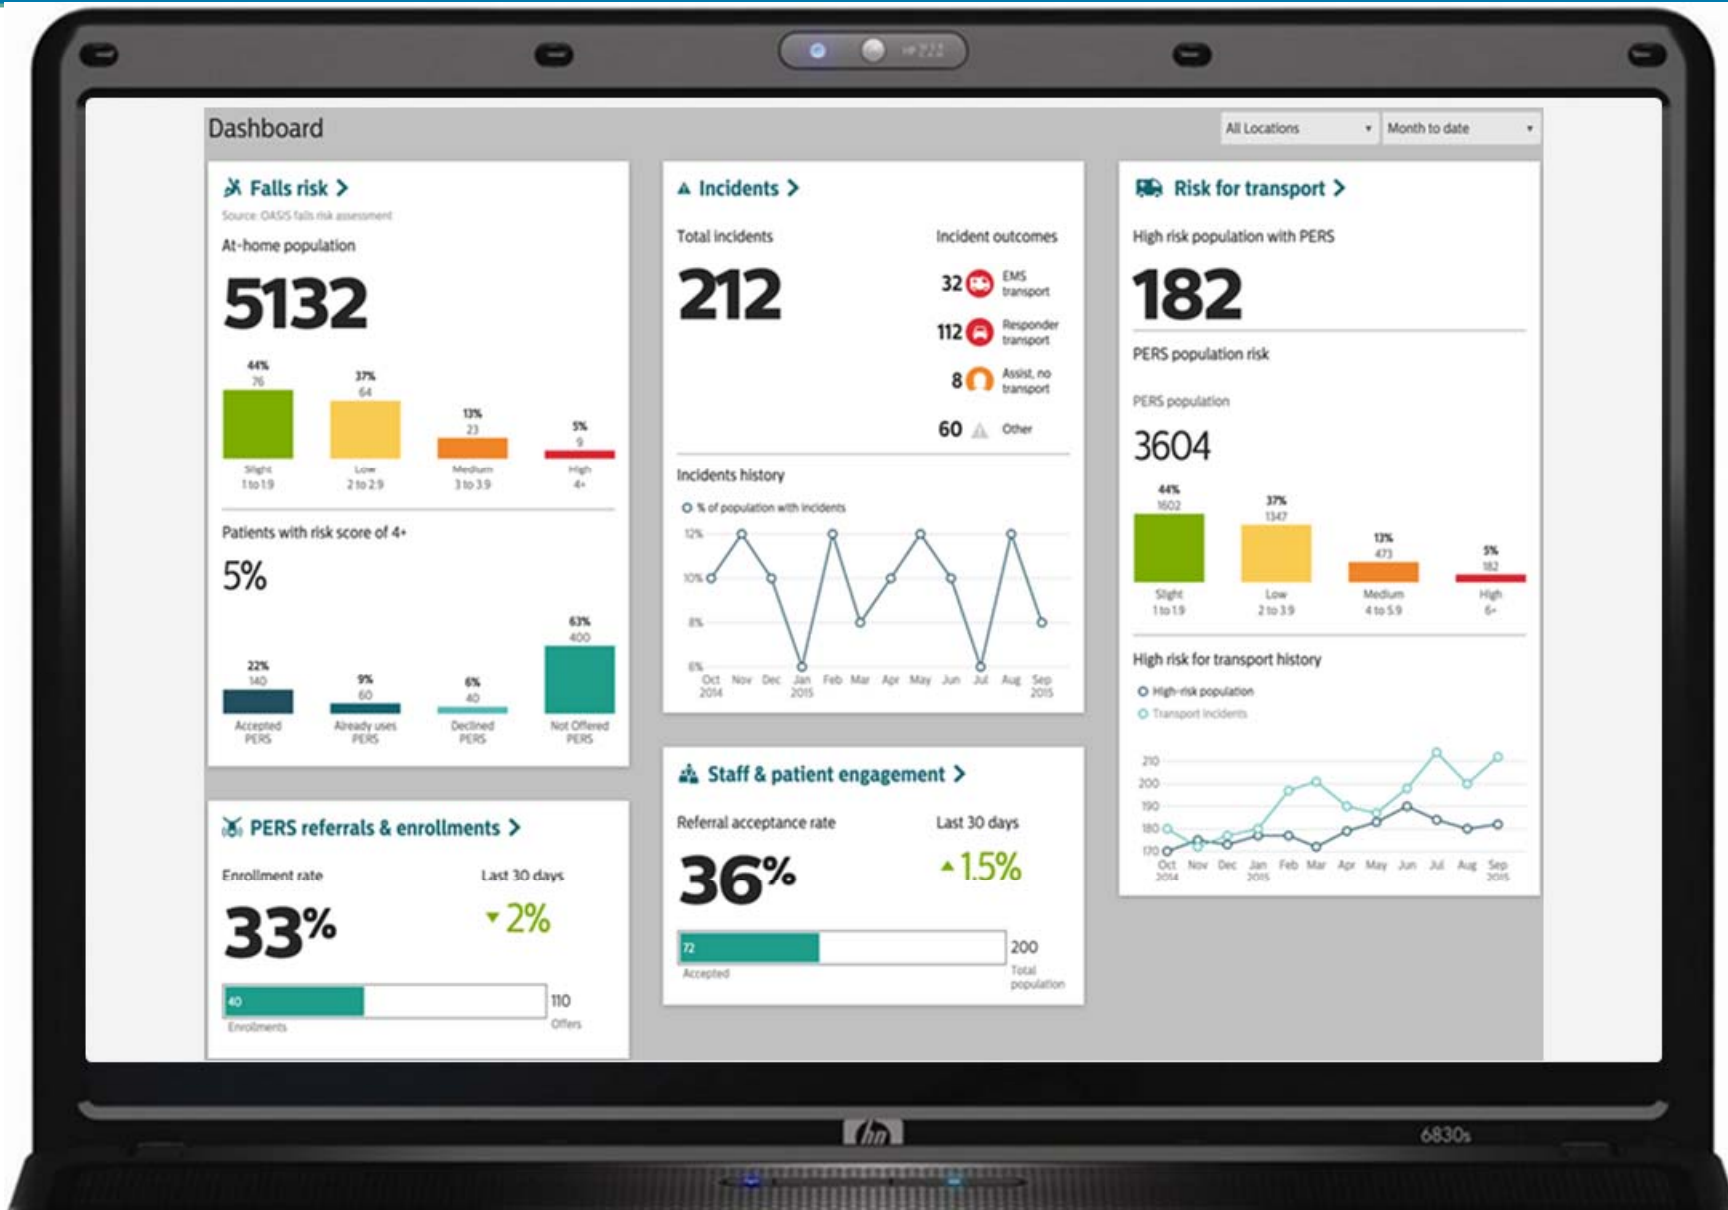 Dashboard
All Locations
Month to date
Falls risk
Source: OASIS falls risk assessment
At-home population
5132
44%
76
Slight
1 to 1.9
37%
64
Low
2 to 2.9
13%
23
Medium
3 to 3.9
5%
9
High
4+
Patients with risk score of 4+
5%
22%
140
Accepted
PERS
9%
60
Already uses
PERS
6%
40
Declined
PERS
63%
400
Not Offered
PERS
PERS referrals & enrollments
Enrollment rate
33%
Last 30 days
2%
40
Enrollments
110
Offers
Incidents
Total incidents
212
Incident outcomes
32 EMS
transport
112 Responder
transport
8 Assist, no
transport
60 Other
Incidents history
% of population with incidents
12%
10%
8%
6%
Oct Nov Dec Jan Feb Mar Apr May Jun Jul Aug Sep
2014 2015 2015
Staff & patient engagement
Referral acceptance rate
36%
Last 30 days
1.5%
72
Accepted
200
Total
population
Risk for transport
High risk population with PERS
182
PERS population risk
PERS population
3604
44%
1602
Slight
1 to 1.9
37%
1347
Low
2 to 3.9
13%
473
Medium
4 to 5.9
5%
182
High
6+
High risk for transport history
High-risk population
Transport Incidents
210
200
190
180
170
Oct Nov Dec Jan Feb Mar Apr May Jun Jul Aug Sep
2014 2015 2015
hp
6830s